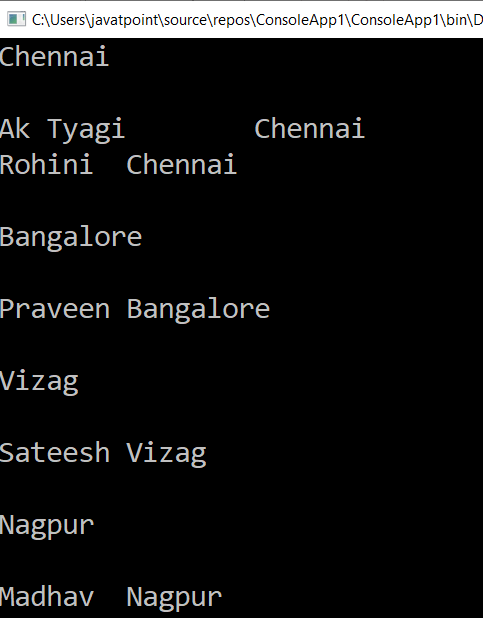 C:\Users\javatpoint\source\repos\ConsoleApp1\ConsoleApp1\bin\D
Chennai
Ak Tyagi Chennai
Rohini Chennai
Bangalore
Praveen Bangalore
Vizag
Sateesh Vizag
Nagpur
Madhav Nagpur